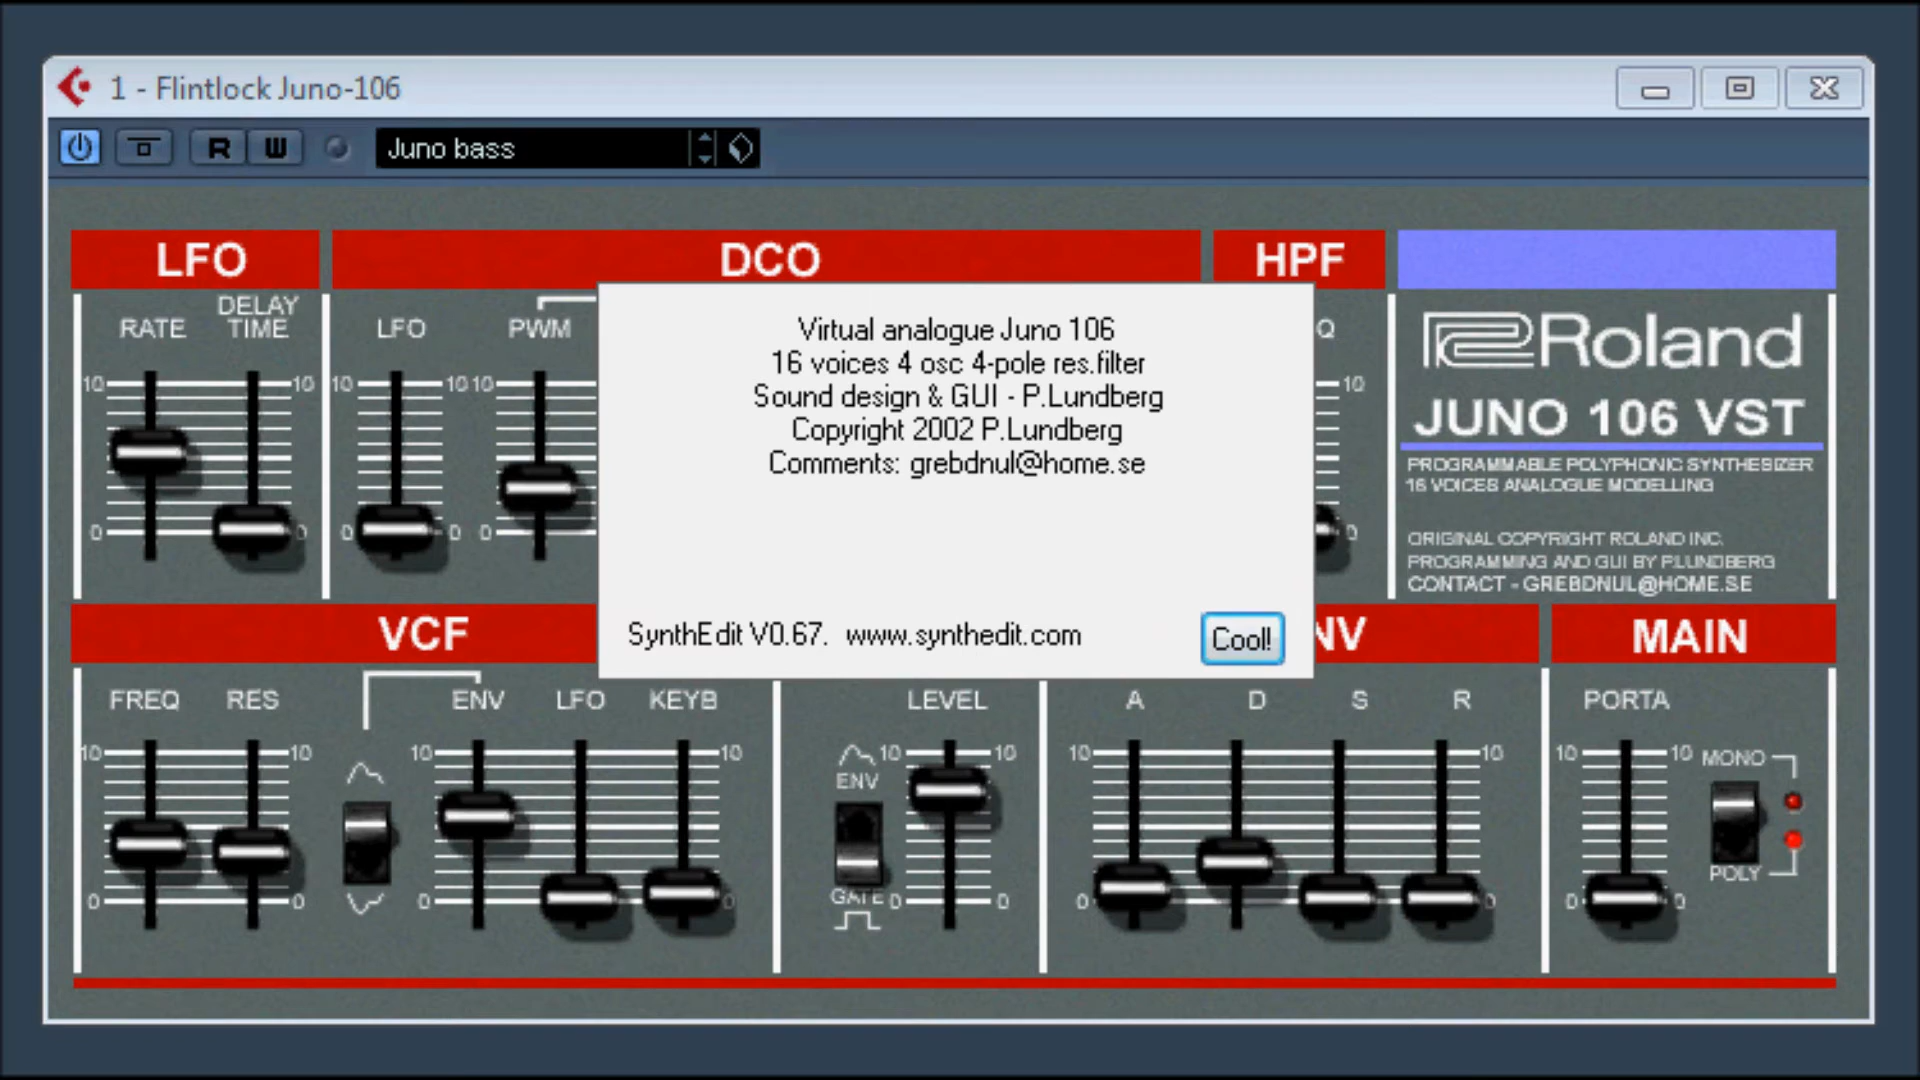 1 - Flintlock Juno-106
R W Juno bass
LFO DCO HPF
RATE DELAY TIME LFO PWM Q
10 10 10 10 10 10
0 0 0 0 0 0
Virtual analogue Juno 106
16 voices 4 osc 4-pole res.filter
Sound design & GUI - P.Lundberg
Copyright 2002 P.Lundberg
Comments: grebdnul@home.se
SynthEdit V0.67. www.synthedit.com
Cool!
Roland
JUNO 106 VST
PROGRAMMABLE POLYPHONIC SYNTHESIZER
16 VOICES ANALOGUE MODELLING
ORIGINAL COPYRIGHT ROLAND INC.
PROGRAMMING AND GUI BY P.LUNDBERG
CONTACT - GREBDNUL@HOME.SE
VCF NV MAIN
FREQ RES ENV LFO KEYB LEVEL A D S R PORTA
10 10 10 10 10 10 10 10 10 10 MONO
ENV
POLY
GATE
0 0 0 0 0 0 0 0 0 0